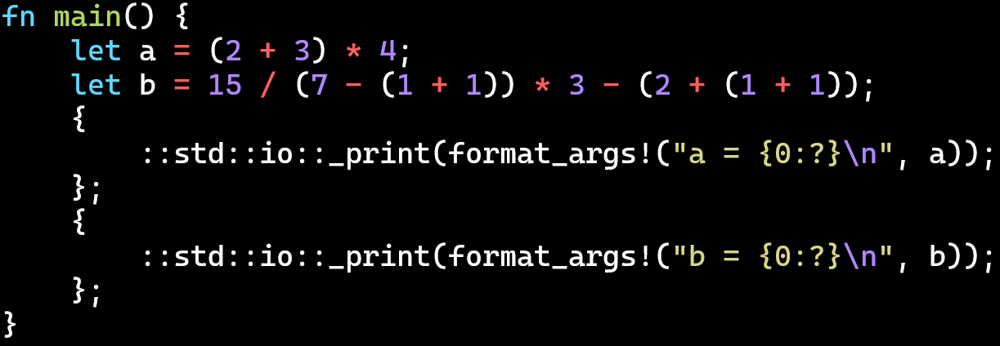 fn main() {
    let a = (2 + 3) * 4;
    let b = 15 / (7 - (1 + 1)) * 3 - (2 + (1 + 1));
    {
        ::std::io::_print(format_args!("a = {0:?}\n", a));
    };
    {
        ::std::io::_print(format_args!("b = {0:?}\n", b));
    };
}